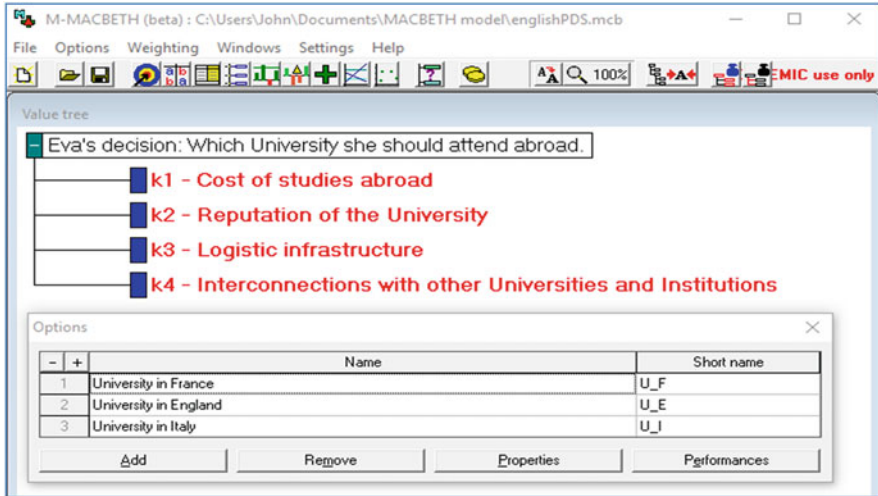 M-MACBETH (beta) : C:\Users\John\Documents\MACBETH model\englishPDS.mcb
File Options Weighting Windows Settings Help
100% EMIC use only
Value tree
Eva's decision: Which University she should attend abroad.
k1 - Cost of studies abroad
k2 - Reputation of the University
k3 - Logistic infrastructure
k4 - Interconnections with other Universities and Institutions
Options
- + Name Short name
1 University in France U_F
2 University in England U_E
3 University in Italy U_I
Add Remove Properties Performances